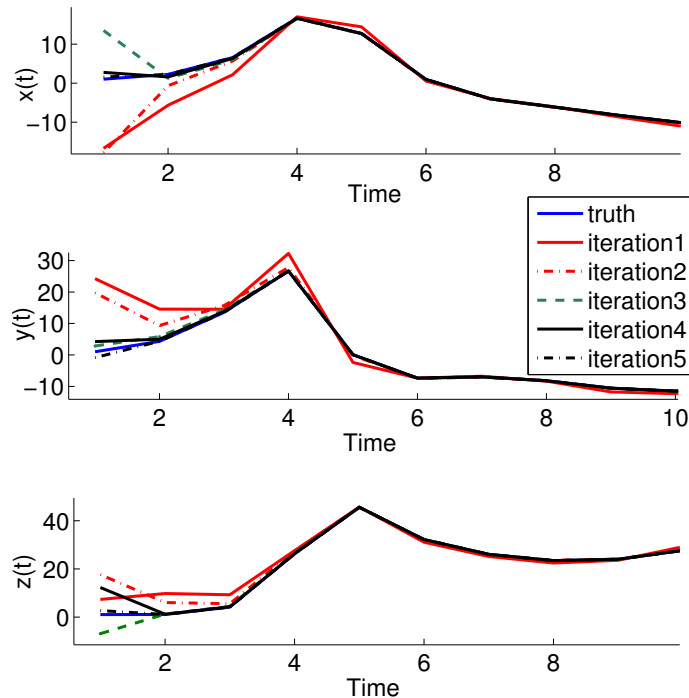 x(t)
10
0
−10
2
4
6
8
Time
truth
iteration1
iteration2
iteration3
iteration4
iteration5
y(t)
30
20
10
0
−10
2
4
6
8
10
Time
z(t)
40
20
0
2
4
6
8
Time